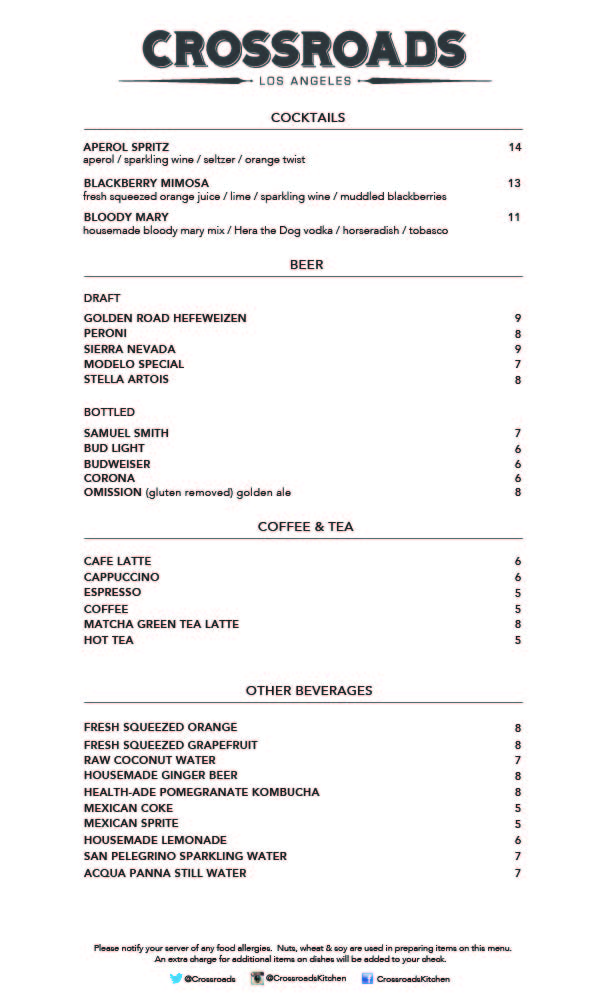 CROSSROADS
LOS ANGELES
COCKTAILS
APEROL SPRITZ 14
aperol / sparkling wine / seltzer / orange twist
BLACKBERRY MIMOSA 13
fresh squeezed orange juice / lime / sparkling wine / muddled blackberries
BLOODY MARY 11
housemade bloody mary mix / Hera the Dog vodka / horseradish / tobasco
BEER
DRAFT
GOLDEN ROAD HEFEWEIZEN 9
PERONI 8
SIERRA NEVADA 9
MODELO SPECIAL 7
STELLA ARTOIS 8
BOTTLED
SAMUEL SMITH 7
BUD LIGHT 6
BUDWEISER 6
CORONA 6
OMISSION (gluten removed) golden ale 8
COFFEE & TEA
CAFE LATTE 6
CAPPUCCINO 6
ESPRESSO 5
COFFEE 5
MATCHA GREEN TEA LATTE 8
HOT TEA 5
OTHER BEVERAGES
FRESH SQUEEZED ORANGE 8
FRESH SQUEEZED GRAPEFRUIT 8
RAW COCONUT WATER 7
HOUSEMADE GINGER BEER 8
HEALTH-ADE POMEGRANATE KOMBUCHA 8
MEXICAN COKE 5
MEXICAN SPRITE 5
HOUSEMADE LEMONADE 6
SAN PELEGRINO SPARKLING WATER 7
ACQUA PANNA STILL WATER 7
Please notify your server of any food allergies. Nuts, wheat & soy are used in preparing items on this menu.
An extra charge for additional items on dishes will be added to your check.
@Crossroads @CrossroadsKitchen CrossroadsKitchen